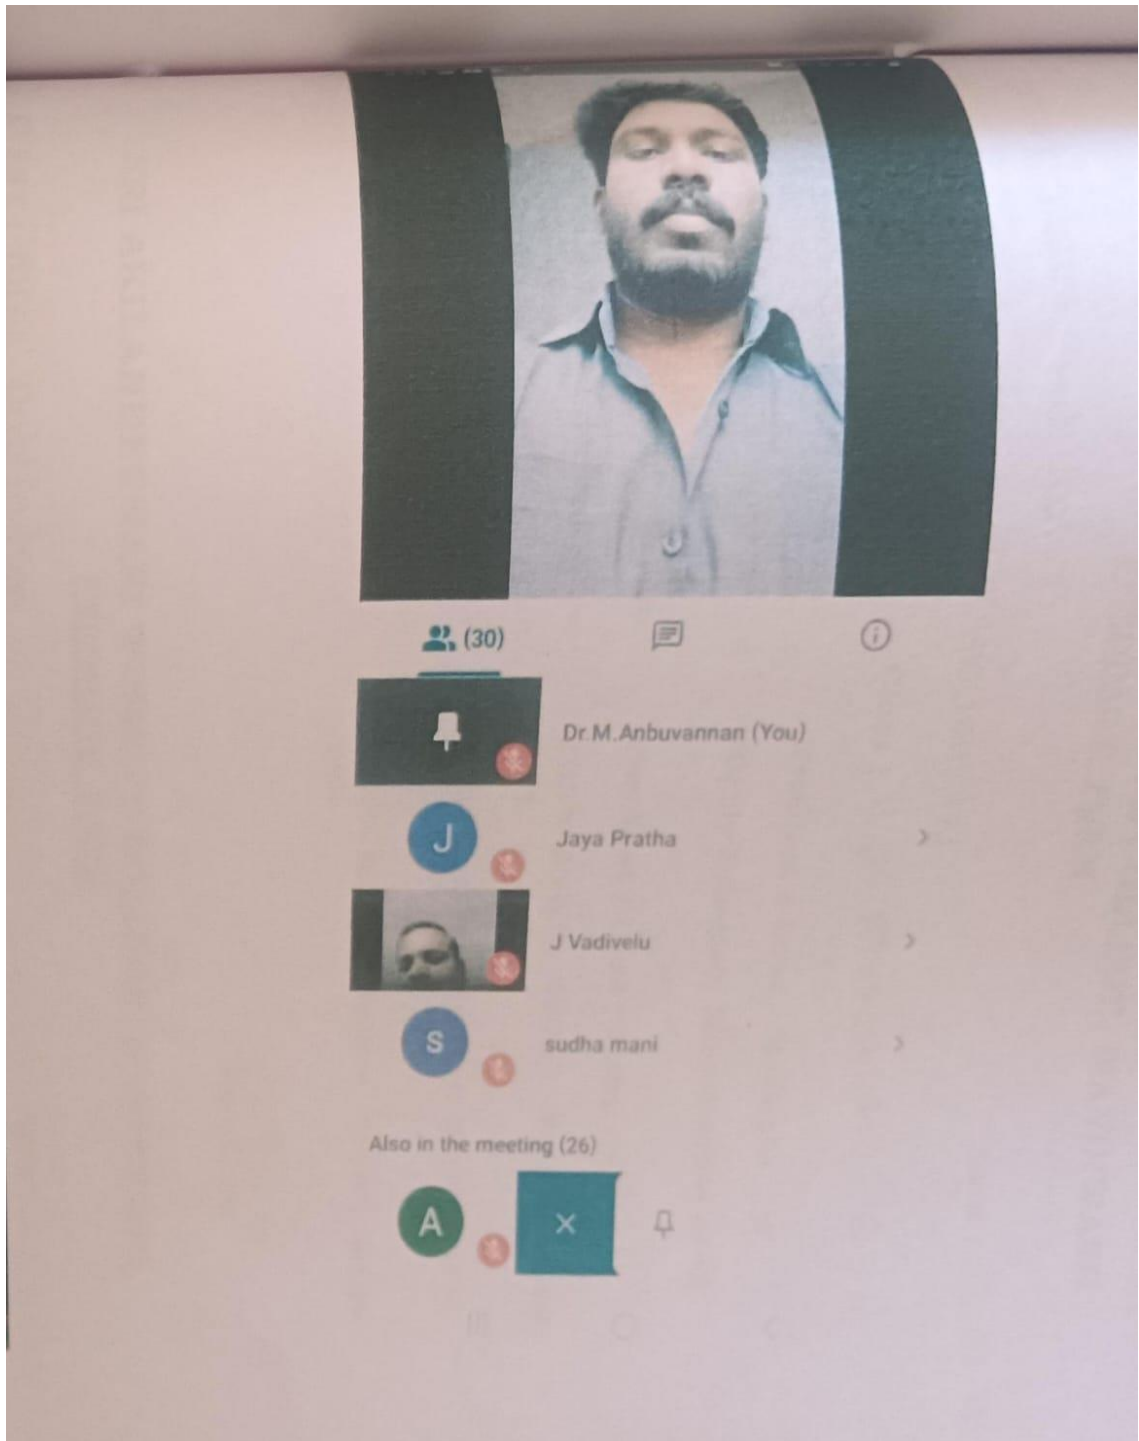 (30)
Dr.M.Anbuvannan (You)
J
Jaya Pratha
J Vadivelu
S
sudha mani
Also in the meeting (26)
A